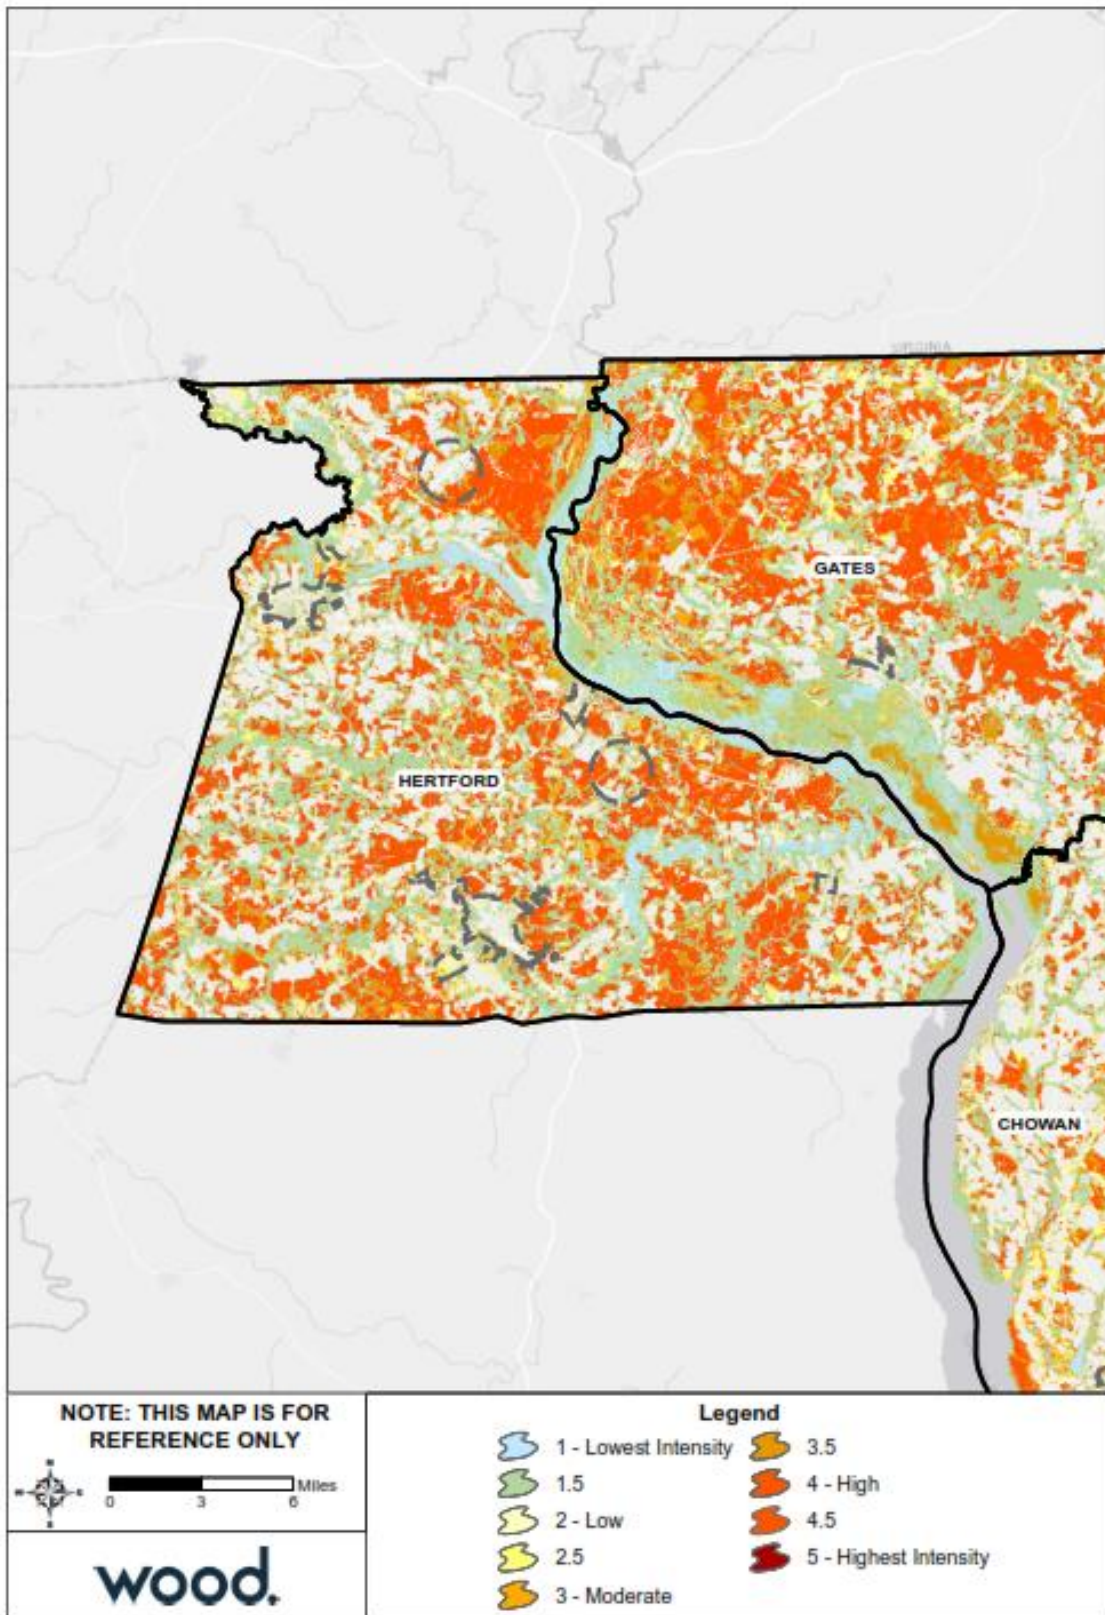 VIRGINIA
GATES
HERTFORD
CHOWAN
NOTE: THIS MAP IS FOR
REFERENCE ONLY
N
W E
S
Miles
0 3 6
wood.
Legend
1 - Lowest Intensity
1.5
2 - Low
2.5
3 - Moderate
3.5
4 - High
4.5
5 - Highest Intensity